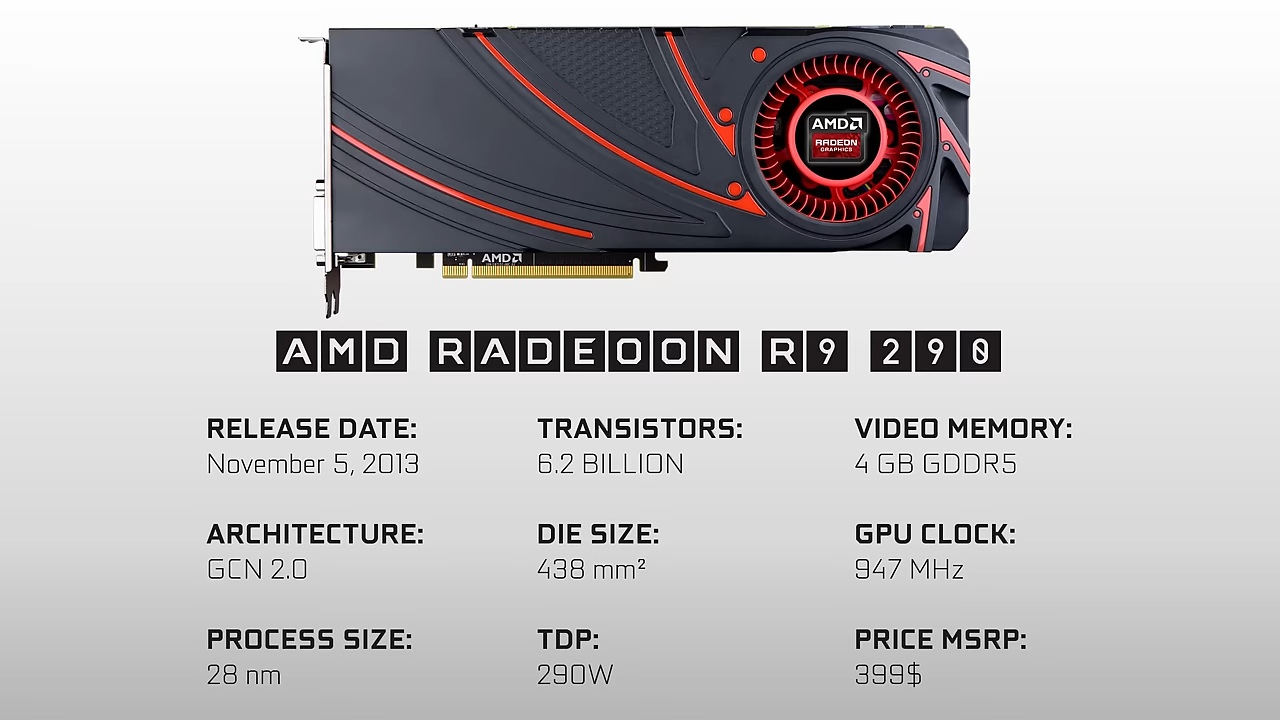 AMD
RADEON
GRAPHICS
AMD
AMD RADEOON R9 290
RELEASE DATE:
November 5, 2013
TRANSISTORS:
6.2 BILLION
VIDEO MEMORY:
4 GB GDDR5
ARCHITECTURE:
GCN 2.0
DIE SIZE:
438 mm²
GPU CLOCK:
947 MHz
PROCESS SIZE:
28 nm
TDP:
290W
PRICE MSRP:
399$